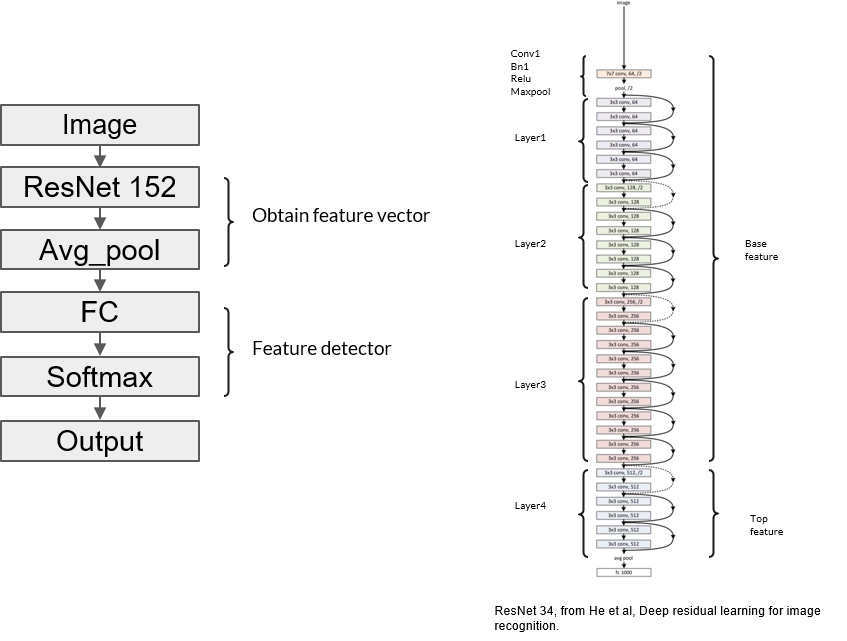 Image
ResNet 152
Avg_pool
FC
Softmax
Output
Obtain feature vector
Feature detector
image
Conv1
Bn1
Relu
Maxpool
7x7 conv, 64, /2
pool, /2
Layer1
3x3 conv, 64
3x3 conv, 64
3x3 conv, 64
3x3 conv, 64
3x3 conv, 64
3x3 conv, 64
Layer2
3x3 conv, 128, /2
3x3 conv, 128
3x3 conv, 128
3x3 conv, 128
3x3 conv, 128
3x3 conv, 128
3x3 conv, 128
3x3 conv, 128
Layer3
3x3 conv, 256, /2
3x3 conv, 256
3x3 conv, 256
3x3 conv, 256
3x3 conv, 256
3x3 conv, 256
3x3 conv, 256
3x3 conv, 256
3x3 conv, 256
3x3 conv, 256
3x3 conv, 256
3x3 conv, 256
Base
feature
Layer4
3x3 conv, 512, /2
3x3 conv, 512
3x3 conv, 512
3x3 conv, 512
3x3 conv, 512
3x3 conv, 512
Top
feature
avg pool
fc 1000
ResNet 34, from He et al, Deep residual learning for image
recognition.